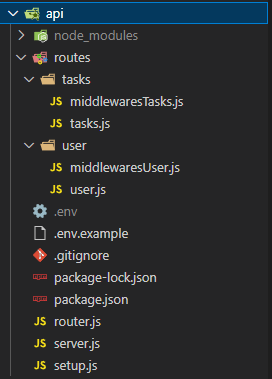 api
node_modules
routes
tasks
JS middlewaresTasks.js
JS tasks.js
user
JS middlewaresUser.js
JS user.js
.env
.env.example
.gitignore
package-lock.json
package.json
JS router.js
JS server.js
JS setup.js